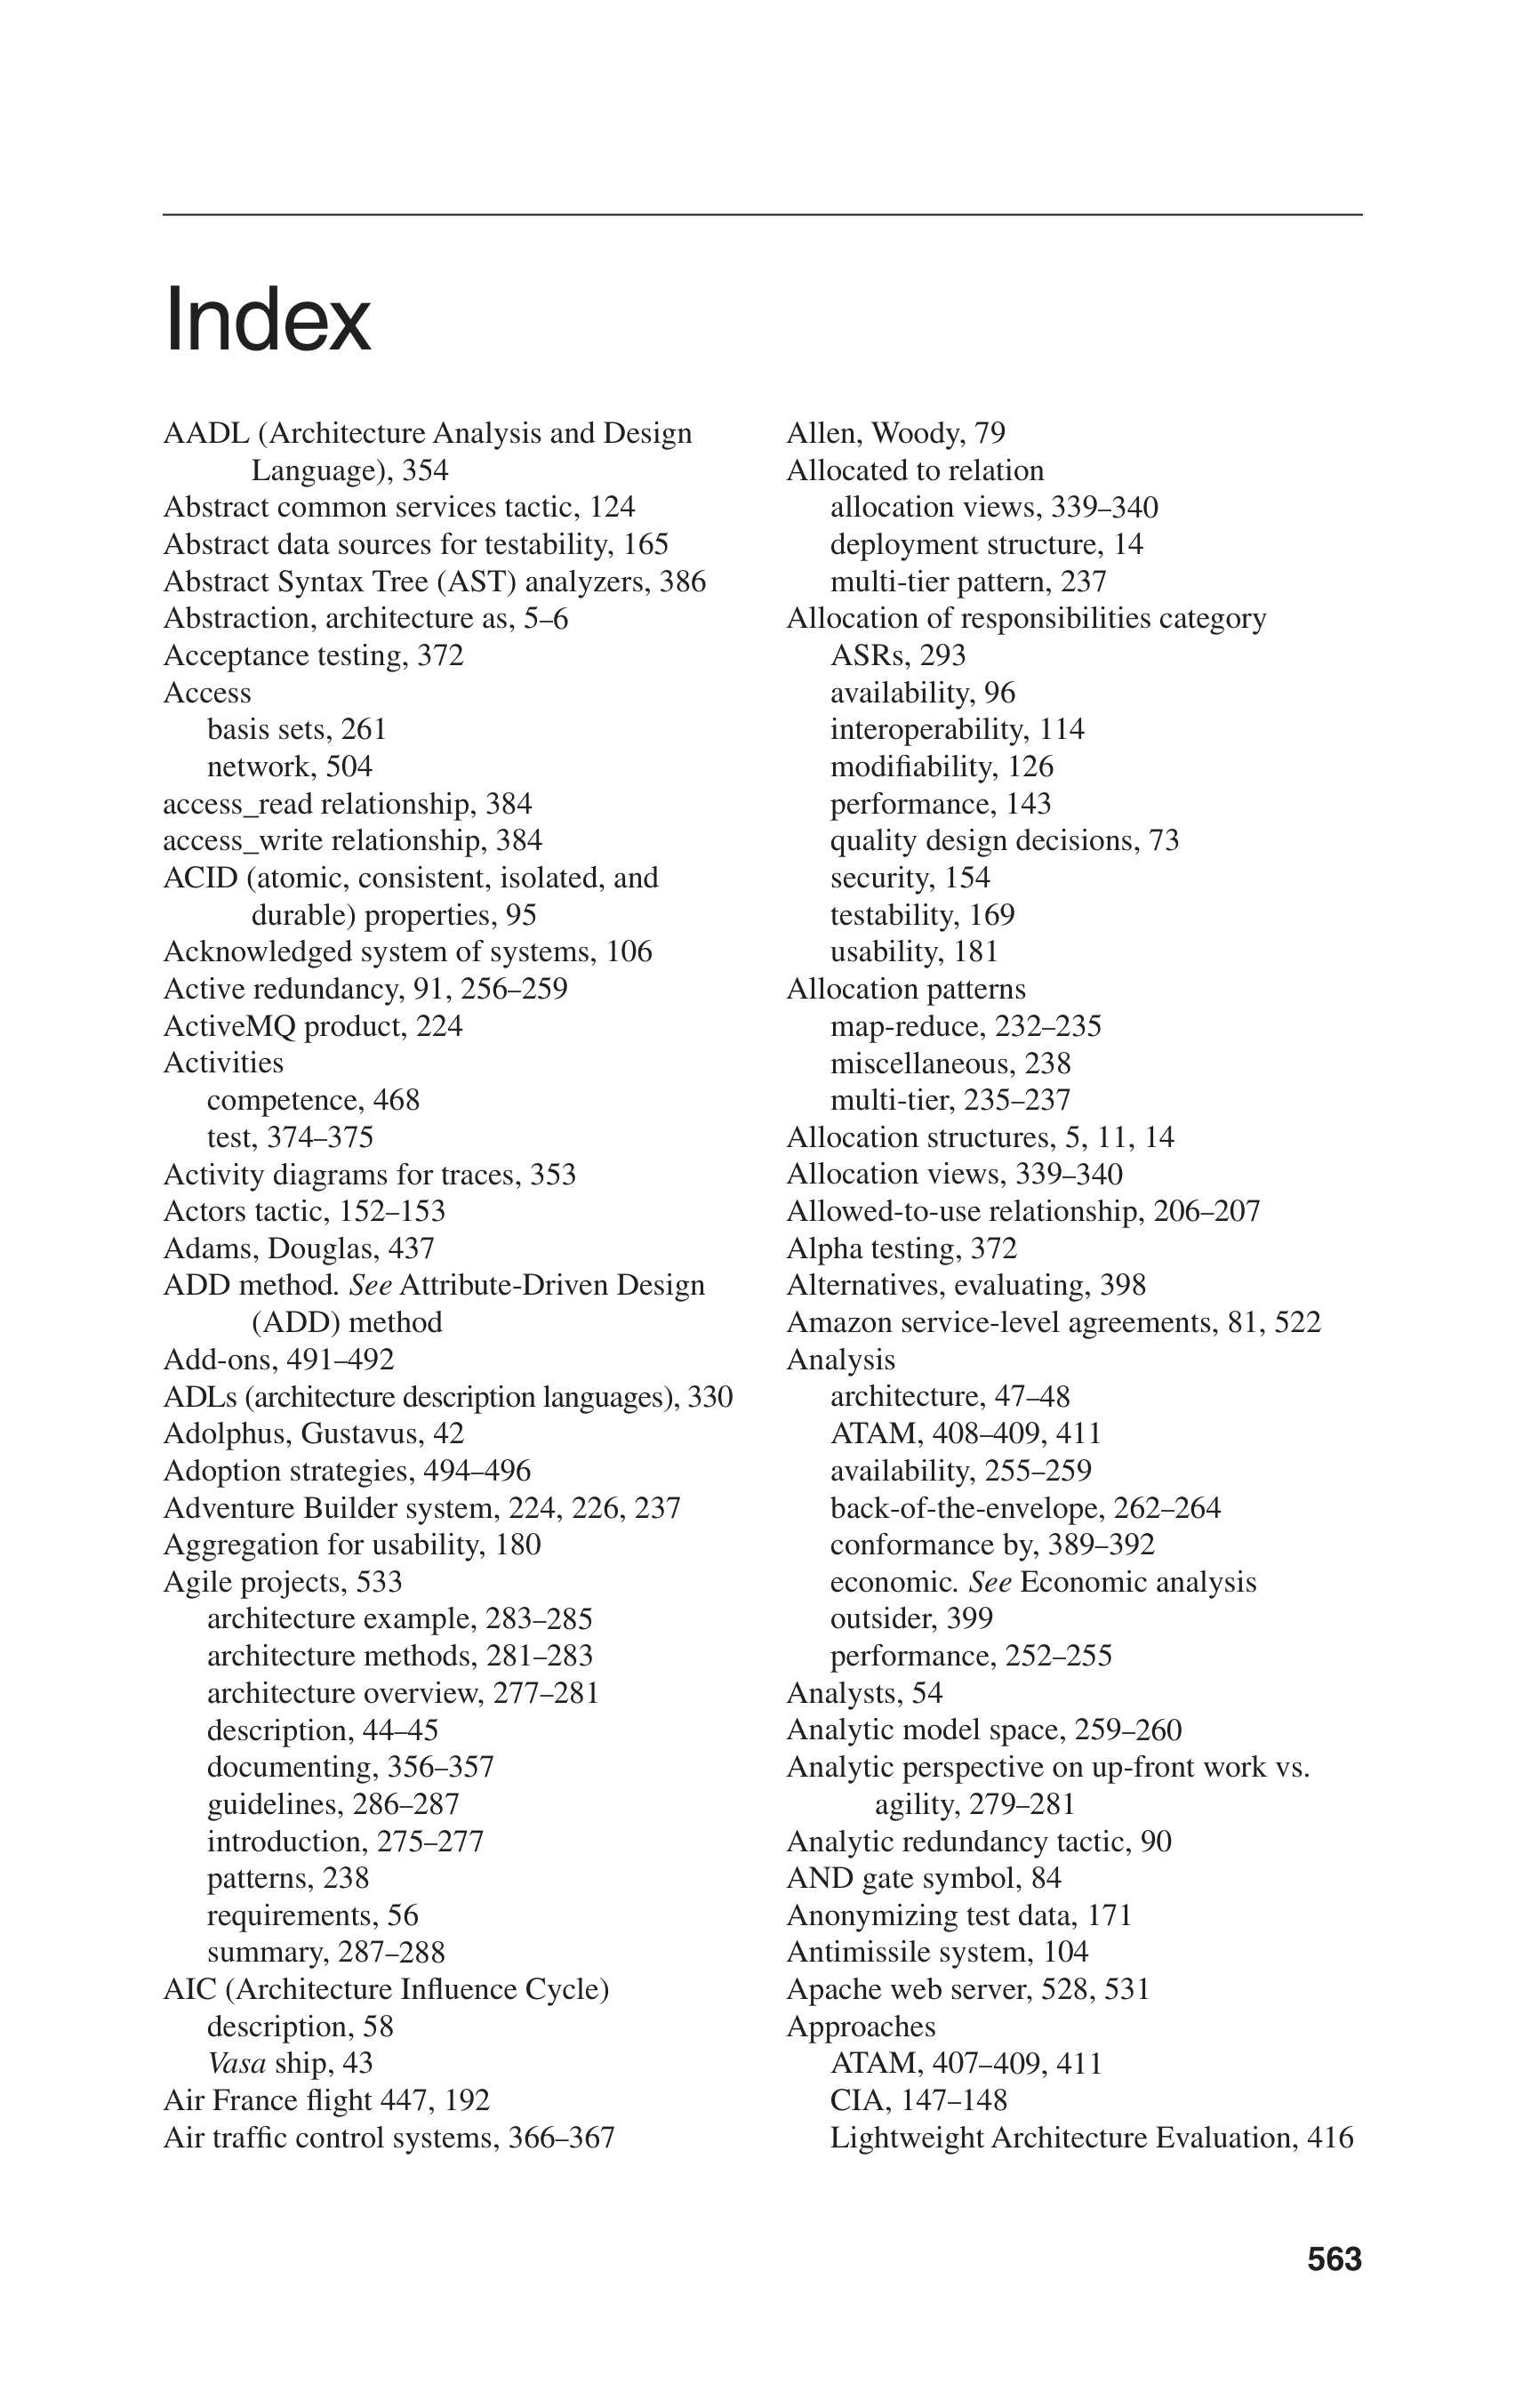 Index
AADL (Architecture Analysis and Design
Language), 354
Abstract common services tactic, 124
Abstract data sources for testability, 165
Abstract Syntax Tree (AST) analyzers, 386
Abstraction, architecture as, 5–6
Acceptance testing, 372
Access
basis sets, 261
network, 504
access_read relationship, 384
access_write relationship, 384
ACID (atomic, consistent, isolated, and
durable) properties, 95
Acknowledged system of systems, 106
Active redundancy, 91, 256–259
ActiveMQ product, 224
Activities
competence, 468
test, 374–375
Activity diagrams for traces, 353
Actors tactic, 152–153
Adams, Douglas, 437
ADD method. See Attribute-Driven Design
(ADD) method
Add-ons, 491–492
ADLs (architecture description languages), 330
Adolphus, Gustavus, 42
Adoption strategies, 494–496
Adventure Builder system, 224, 226, 237
Aggregation for usability, 180
Agile projects, 533
architecture example, 283–285
architecture methods, 281–283
architecture overview, 277–281
description, 44–45
documenting, 356–357
guidelines, 286–287
introduction, 275–277
patterns, 238
requirements, 56
summary, 287–288
AIC (Architecture Influence Cycle)
description, 58
Vasa ship, 43
Air France flight 447, 192
Air traffic control systems, 366–367
Allen, Woody, 79
Allocated to relation
allocation views, 339–340
deployment structure, 14
multi-tier pattern, 237
Allocation of responsibilities category
ASRs, 293
availability, 96
interoperability, 114
modifiability, 126
performance, 143
quality design decisions, 73
security, 154
testability, 169
usability, 181
Allocation patterns
map-reduce, 232–235
miscellaneous, 238
multi-tier, 235–237
Allocation structures, 5, 11, 14
Allocation views, 339–340
Allowed-to-use relationship, 206–207
Alpha testing, 372
Alternatives, evaluating, 398
Amazon service-level agreements, 81, 522
Analysis
architecture, 47–48
ATAM, 408–409, 411
availability, 255–259
back-of-the-envelope, 262–264
conformance by, 389–392
economic. See Economic analysis
outsider, 399
performance, 252–255
Analysts, 54
Analytic model space, 259–260
Analytic perspective on up-front work vs.
agility, 279–281
Analytic redundancy tactic, 90
AND gate symbol, 84
Anonymizing test data, 171
Antimissile system, 104
Apache web server, 528, 531
Approaches
ATAM, 407–409, 411
CIA, 147–148
Lightweight Architecture Evaluation, 416
563